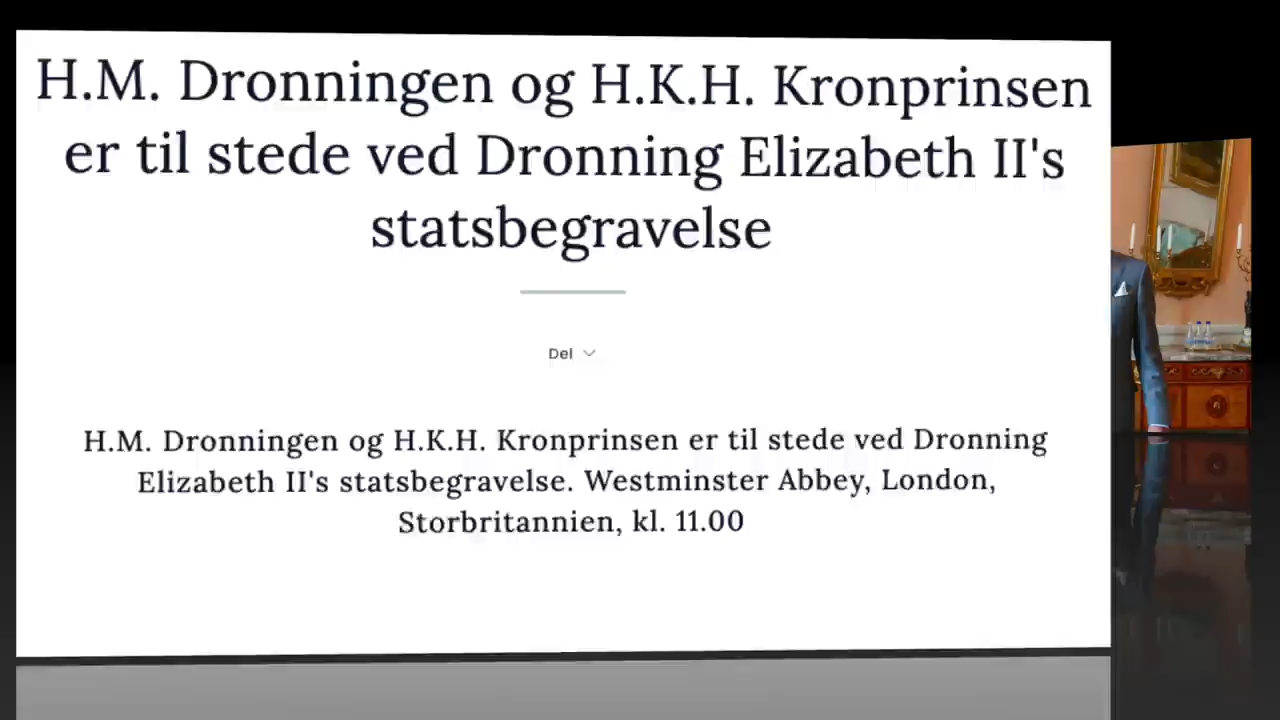 H.M. Dronningen og H.K.H. Kronprinsen
er til stede ved Dronning Elizabeth II's
statsbegravelse
Del
H.M. Dronningen og H.K.H. Kronprinsen er til stede ved Dronning
Elizabeth II's statsbegravelse. Westminster Abbey, London,
Storbritannien, kl. 11.00